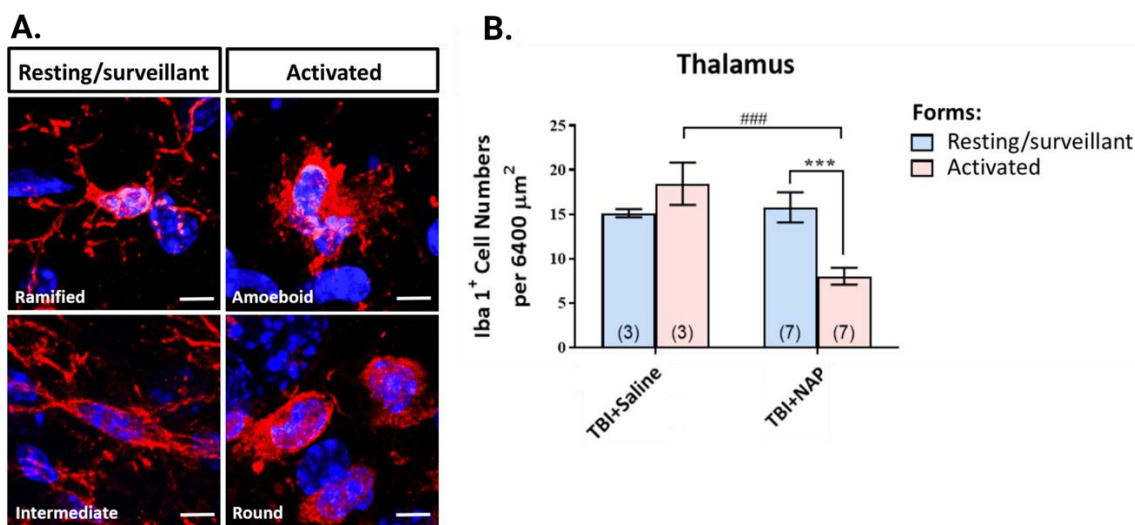 A.
Resting/surveillant
Activated
Ramified
Amoeboid
Intermediate
Round
B.
Thalamus
Iba 1⁺ Cell Numbers
per 6400 μm²
25
20
15
10
5
0
###
***
(3)
(3)
(7)
(7)
TBI+Saline
TBI+NAP
Forms:
Resting/surveillant
Activated